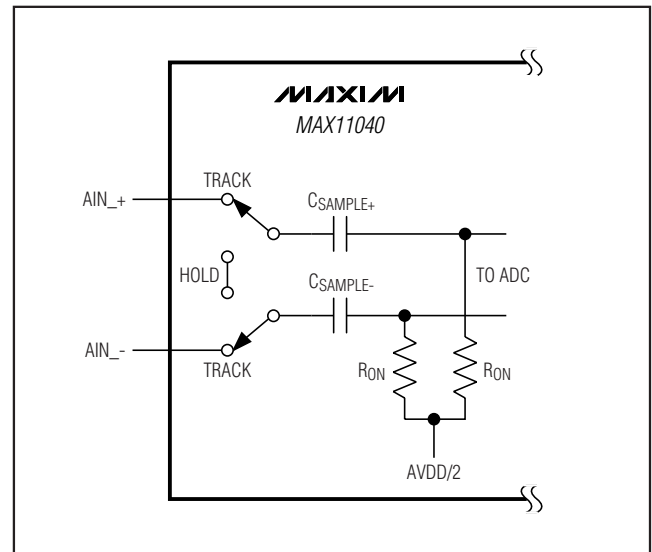 MAXIM
MAX11040
TRACK
CSAMPLE+
AIN_+
HOLD
TO ADC
CSAMPLE-
AIN_-
TRACK
RON
RON
AVDD/2